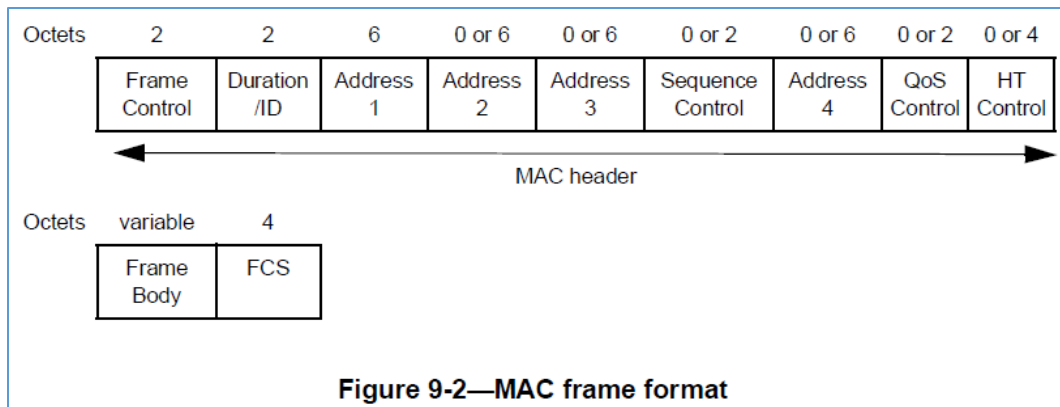 Octets 2 2 6 0 or 6 0 or 6 0 or 2 0 or 6 0 or 2 0 or 4
Frame Duration Address Address Address Sequence Address QoS HT
Control /ID 1 2 3 Control 4 Control Control
MAC header
Octets variable 4
Frame FCS
Body
Figure 9-2—MAC frame format